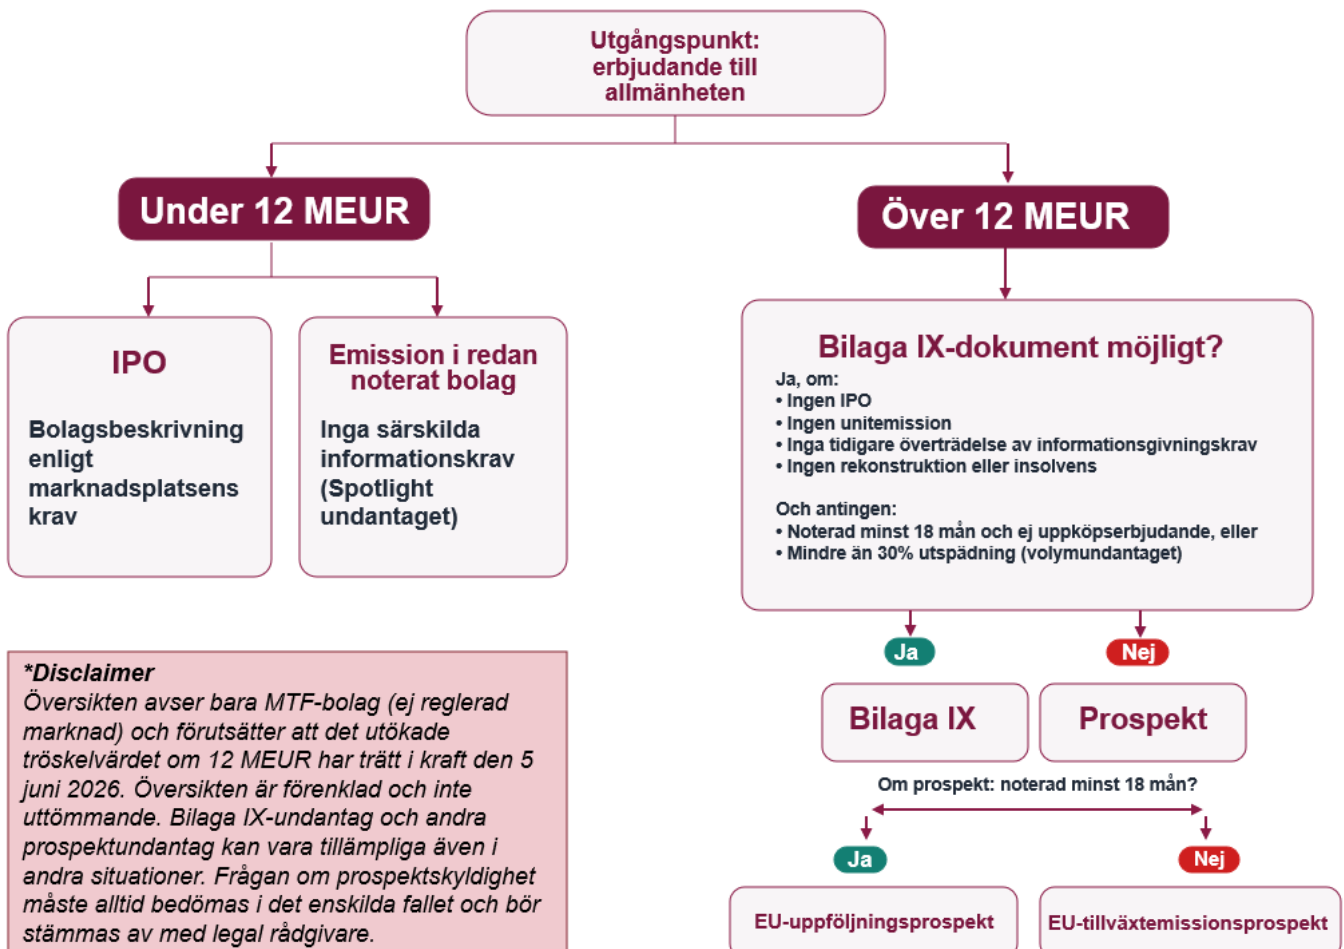 Utgångspunkt:
erbjudande till
allmänheten
Under 12 MEUR
Över 12 MEUR
IPO
Bolagsbeskrivning
enligt
marknadsplatsens
krav
Emission i redan
noterat bolag
Inga särskilda
informationskrav
(Spotlight
undantaget)
Bilaga IX-dokument möjligt?
Ja, om:
• Ingen IPO
• Ingen unitemission
• Inga tidigare överträdelse av informationsgivningskrav
• Ingen rekonstruktion eller insolvens
Och antingen:
• Noterad minst 18 mån och ej uppköpserbjudande, eller
• Mindre än 30% utspädning (volymundantaget)
Ja
Nej
Bilaga IX
Prospekt
Om prospekt: noterad minst 18 mån?
Ja
Nej
EU-uppföljningsprospekt
EU-tillväxtemissionsprospekt
*Disclaimer
Översikten avser bara MTF-bolag (ej reglerad
marknad) och förutsätter att det utökade
tröskelvärdet om 12 MEUR har trätt i kraft den 5
juni 2026. Översikten är förenklad och inte
uttömmande. Bilaga IX-undantag och andra
prospektundantag kan vara tillämpliga även i
andra situationer. Frågan om prospektskyldighet
måste alltid bedömas i det enskilda fallet och bör
stämmas av med legal rådgivare.